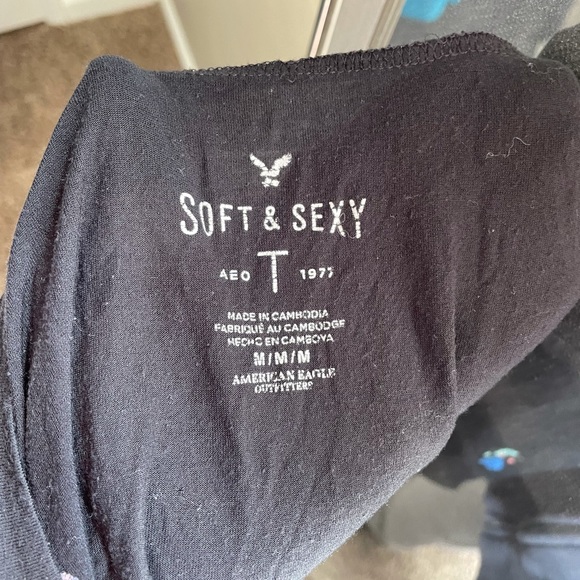 SOFT & SEXY
AEO T 1977
MADE IN CAMBODIA
FABRIQUÉ AU CAMBODGE
HECHO EN CAMBOYA
M/M/M
AMERICAN EAGLE
OUTFITTERS